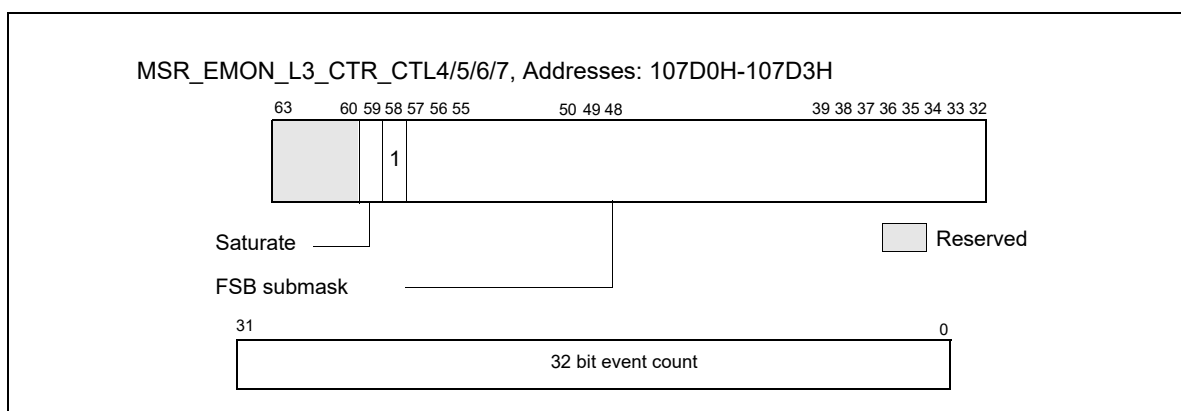 MSR_EMON_L3_CTR_CTL4/5/6/7, Addresses: 107D0H-107D3H
63 60 59 58 57 56 55 50 49 48 39 38 37 36 35 34 33 32
1
Saturate
Reserved
FSB submask
31 0
32 bit event count